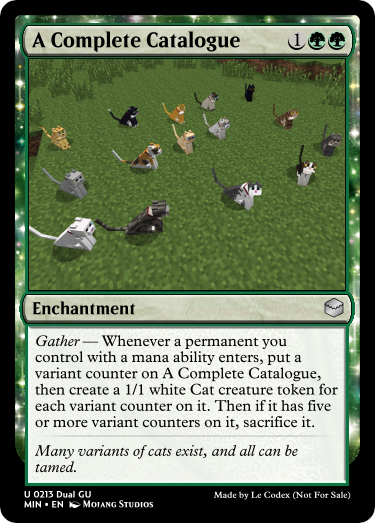 A Complete Catalogue 1
Enchantment
Gather — Whenever a permanent you
control with a mana ability enters, put a
variant counter on A Complete Catalogue,
then create a 1/1 white Cat creature token for
each variant counter on it. Then if it has five
or more variant counters on it, sacrifice it.
Many variants of cats exist, and all can be
tamed.
U 0213 Dual GU Made by Le Codex (Not For Sale)
MIN • EN Mojang Studios